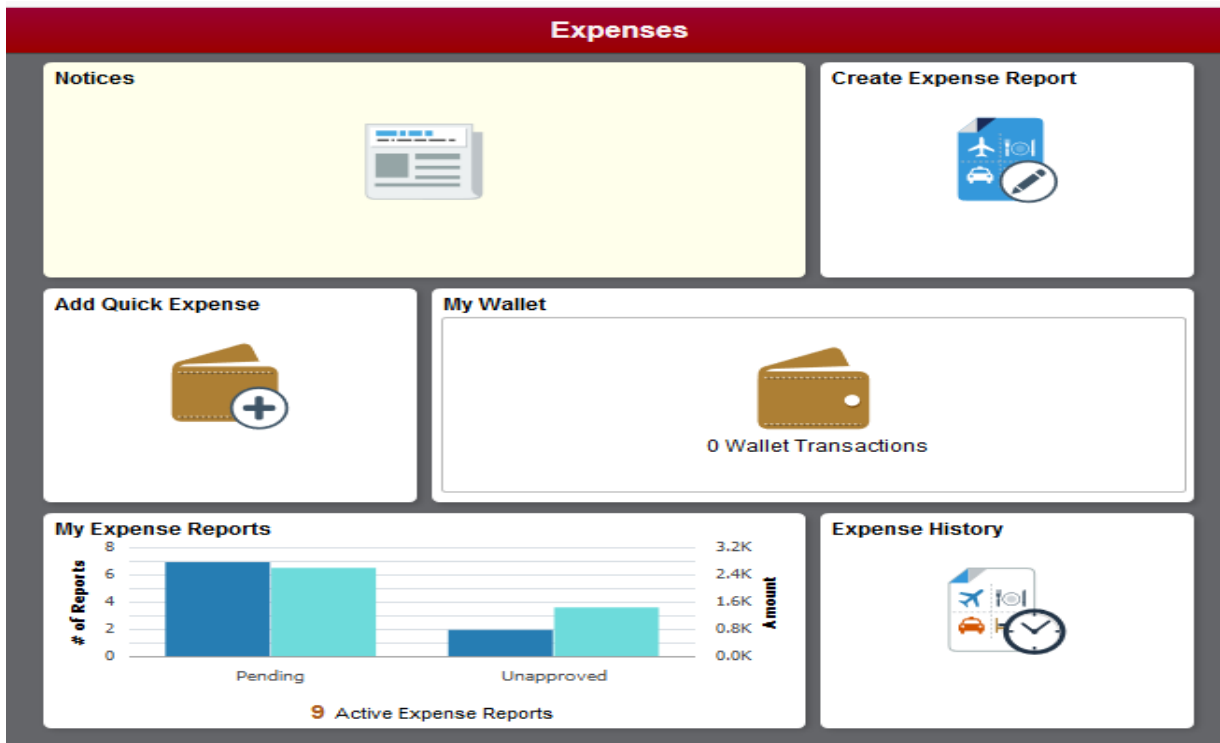 Expenses
Notices
Create Expense Report
Add Quick Expense
My Wallet
0 Wallet Transactions
My Expense Reports
# of Reports
8
6
4
2
0
3.2K
2.4K
1.6K
0.8K
0.0K
Amount
Pending
Unapproved
9 Active Expense Reports
Expense History